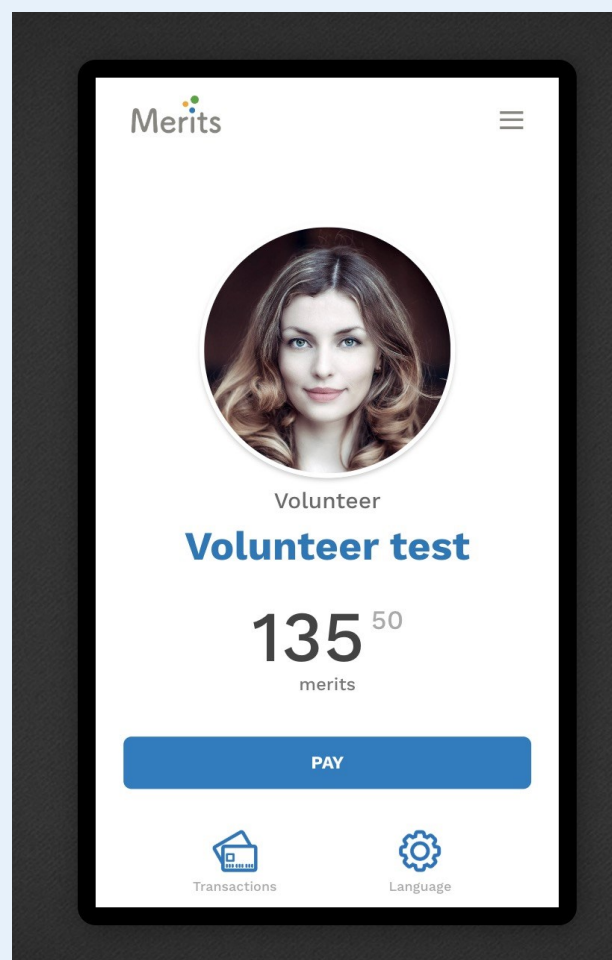 Merits
Volunteer
Volunteer test
135 50
merits
PAY
Transactions
Language